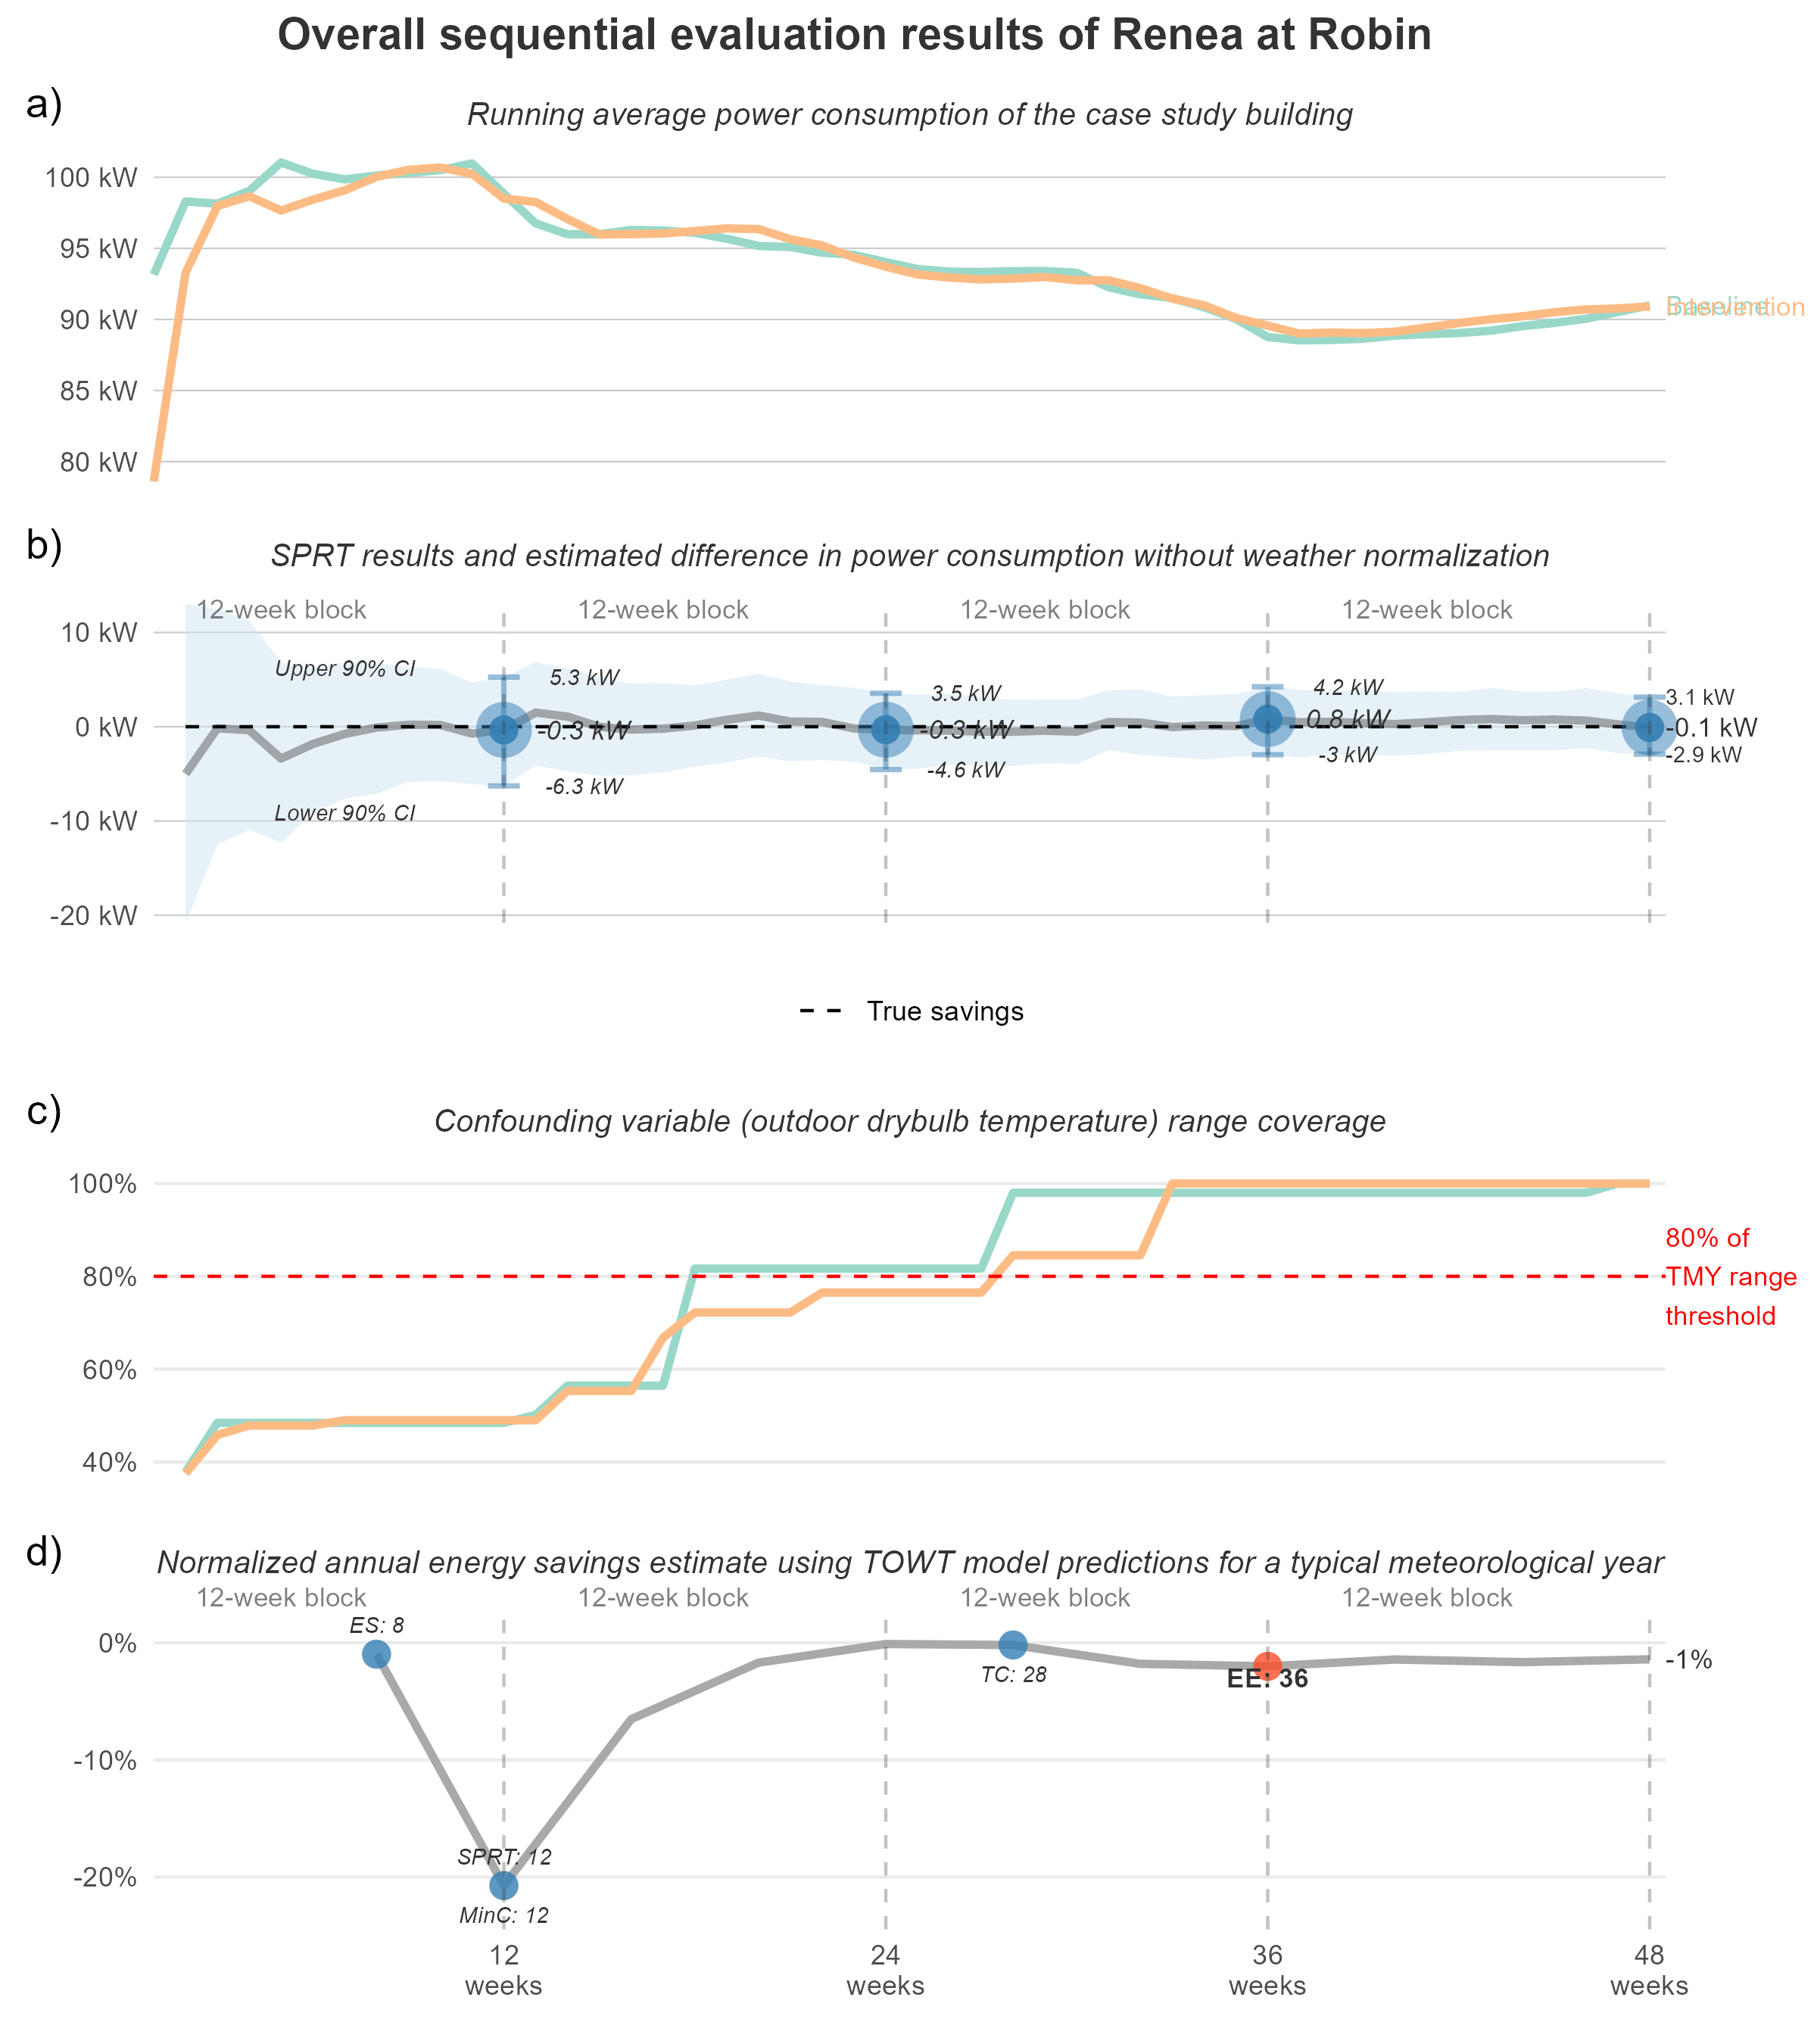 Overall sequential evaluation results of Renea at Robin
a)
Running average power consumption of the case study building
100 kW
95 kW
90 kW
85 kW
80 kW
Baseline
Intervention
b)
SPRT results and estimated difference in power consumption without weather normalization
12-week block 12-week block 12-week block 12-week block
10 kW
0 kW
-10 kW
-20 kW
Upper 90% CI
Lower 90% CI
5.3 kW
-0.3 kW
-6.3 kW
3.5 kW
-0.3 kW
-4.6 kW
4.2 kW
0.8 kW
-3 kW
3.1 kW
-0.1 kW
-2.9 kW
True savings
c)
Confounding variable (outdoor drybulb temperature) range coverage
100%
80%
60%
40%
80% of
TMY range
threshold
d)
Normalized annual energy savings estimate using TOWT model predictions for a typical meteorological year
12-week block 12-week block 12-week block 12-week block
0%
-10%
-20%
ES: 8
SPRT: 12
MinC: 12
TC: 28
EE: 36
-1%
12
weeks
24
weeks
36
weeks
48
weeks